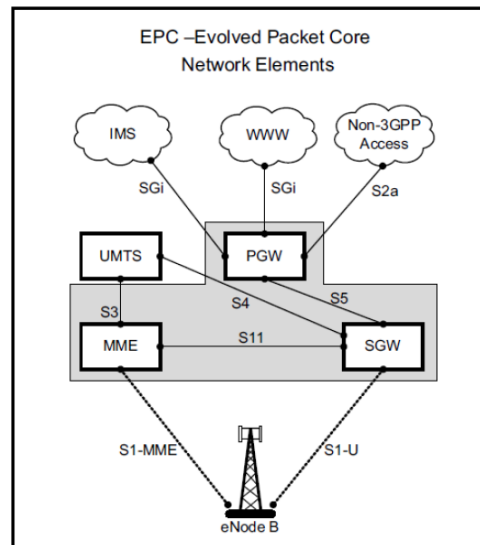 EPC –Evolved Packet Core
Network Elements
IMS
WWW
Non-3GPP
Access
SGi
SGi
S2a
UMTS
PGW
S4
S5
S3
MME
S11
SGW
S1-MME
S1-U
eNode B